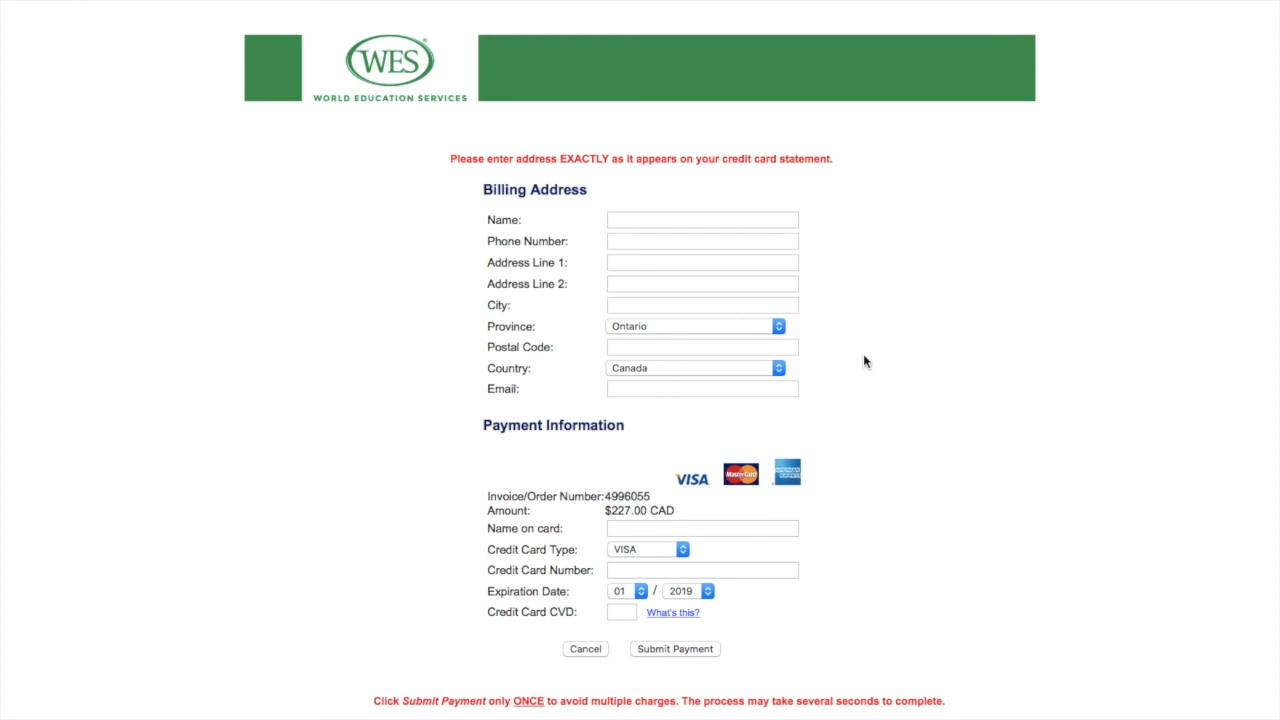 WES®
WORLD EDUCATION SERVICES
Please enter address EXACTLY as it appears on your credit card statement.
Billing Address
Name:
Phone Number:
Address Line 1:
Address Line 2:
City:
Province: Ontario
Postal Code:
Country: Canada
Email:
Payment Information
VISA MasterCard AMERICAN EXPRESS
Invoice/Order Number:4996055
Amount: $227.00 CAD
Name on card:
Credit Card Type: VISA
Credit Card Number:
Expiration Date: 01 / 2019
Credit Card CVD: What's this?
Cancel Submit Payment
Click Submit Payment only ONCE to avoid multiple charges. The process may take several seconds to complete.